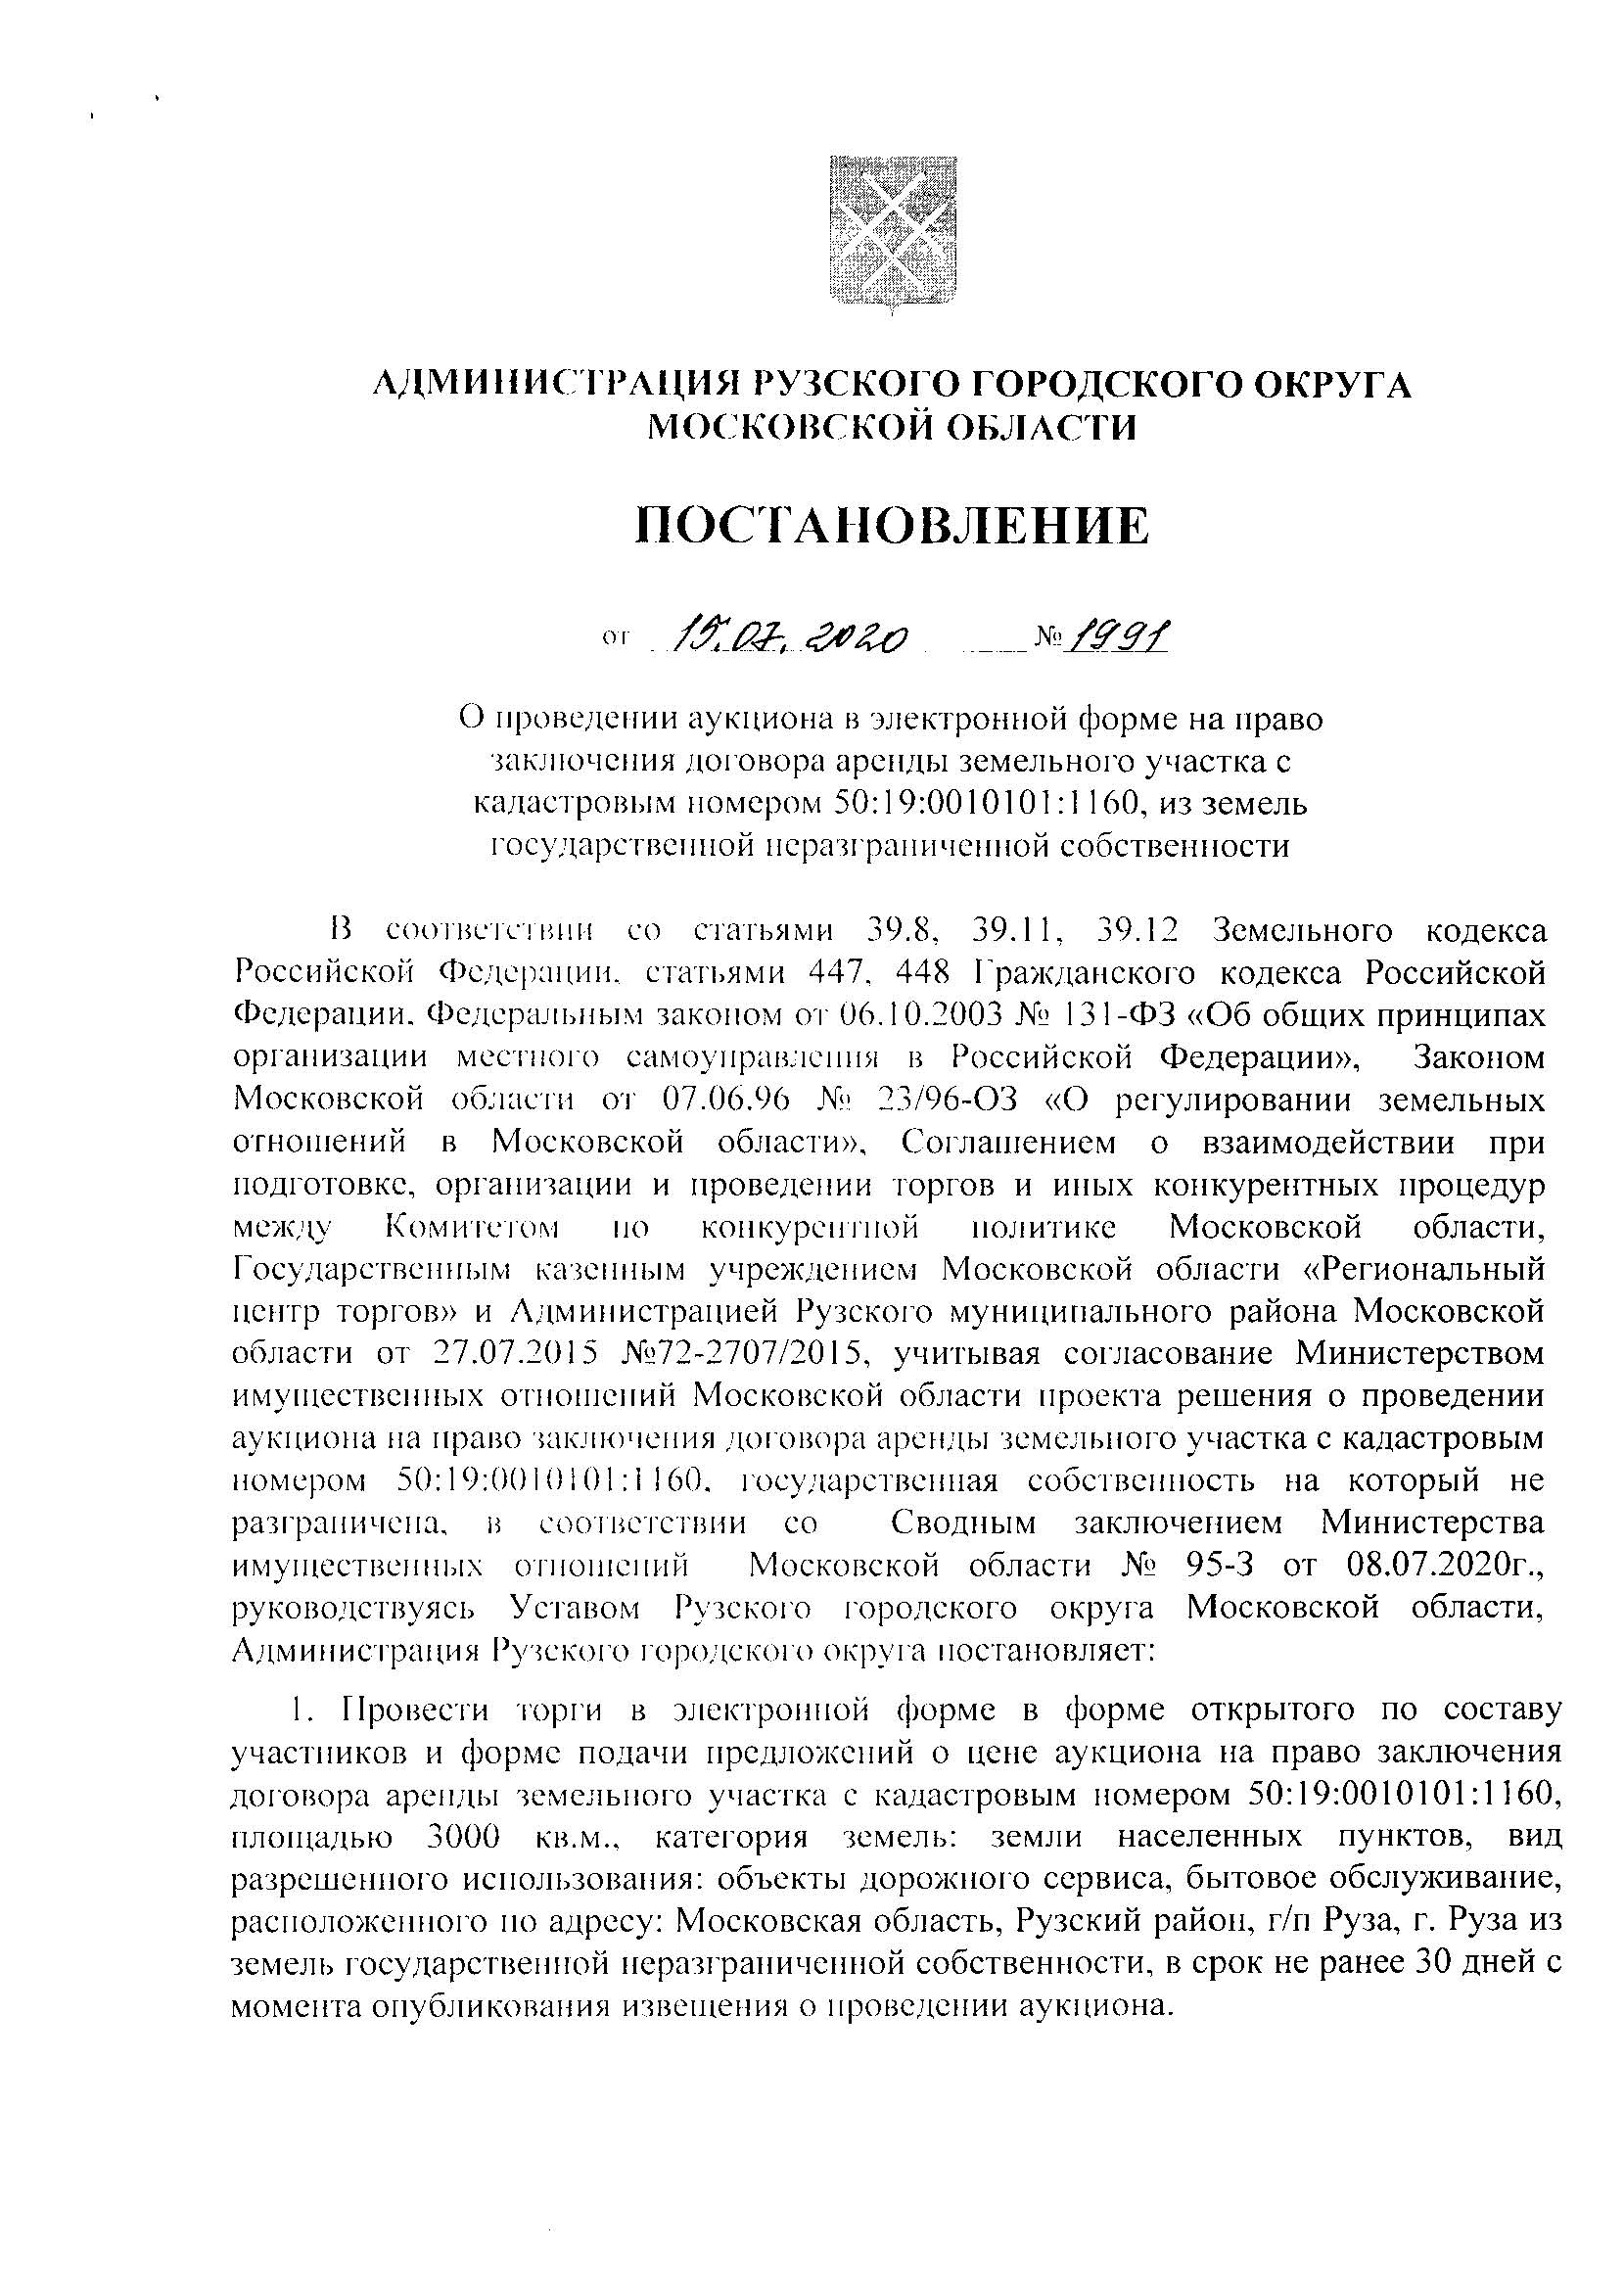 АДМИНИСТРАЦИЯ РУЗСКОГО ГОРОДСКОГО ОКРУГА
МОСКОВСКОЙ ОБЛАСТИ
ПОСТАНОВЛЕНИЕ
от 15.07.2020 № 1991
О проведении аукциона в электронной форме на право
заключения договора аренды земельного участка с
кадастровым номером 50:19:0010101:1160, из земель
государственной неразграниченной собственности
В соответствии со статьями 39.8, 39.11, 39.12 Земельного кодекса
Российской Федерации, статьями 447, 448 Гражданского кодекса Российской
Федерации, Федеральным законом от 06.10.2003 № 131-ФЗ «Об общих принципах
организации местного самоуправления в Российской Федерации», Законом
Московской области от 07.06.96 № 23/96-ОЗ «О регулировании земельных
отношений в Московской области», Соглашением о взаимодействии при
подготовке, организации и проведении торгов и иных конкурентных процедур
между Комитетом по конкурентной политике Московской области,
Государственным казенным учреждением Московской области «Региональный
центр торгов» и Администрацией Рузского муниципального района Московской
области от 27.07.2015 №72-2707/2015, учитывая согласование Министерством
имущественных отношений Московской области проекта решения о проведении
аукциона на право заключения договора аренды земельного участка с кадастровым
номером 50:19:0010101:1160, государственная собственность на который не
разграничена, в соответствии со Сводным заключением Министерства
имущественных отношений Московской области № 95-З от 08.07.2020г.,
руководствуясь Уставом Рузского городского округа Московской области,
Администрация Рузского городского округа постановляет:
1. Провести торги в электронной форме в форме открытого по составу
участников и форме подачи предложений о цене аукциона на право заключения
договора аренды земельного участка с кадастровым номером 50:19:0010101:1160,
площадью 3000 кв.м., категория земель: земли населенных пунктов, вид
разрешенного использования: объекты дорожного сервиса, бытовое обслуживание,
расположенного по адресу: Московская область, Рузский район, г/п Руза, г. Руза из
земель государственной неразграниченной собственности, в срок не ранее 30 дней с
момента опубликования извещения о проведении аукциона.